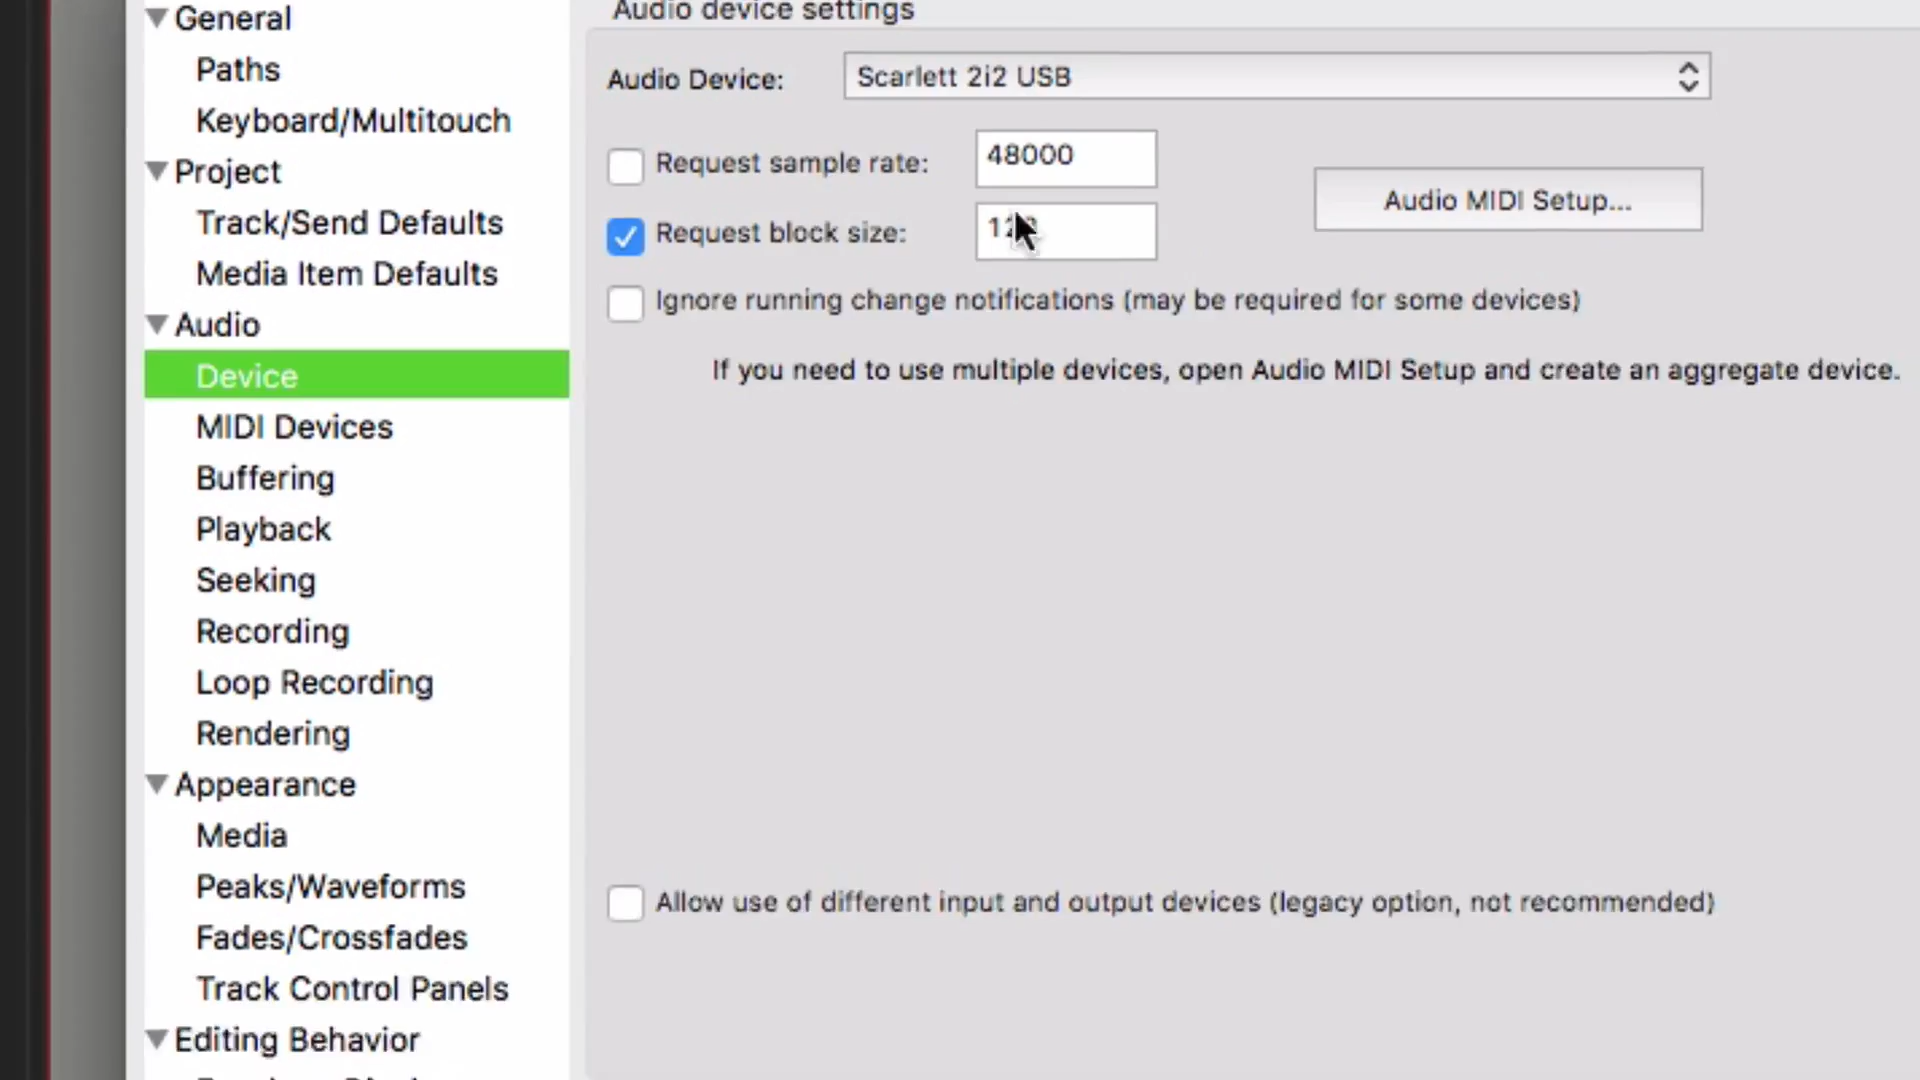 General
Paths
Keyboard/Multitouch
Project
Track/Send Defaults
Media Item Defaults
Audio
Device
MIDI Devices
Buffering
Playback
Seeking
Recording
Loop Recording
Rendering
Appearance
Media
Peaks/Waveforms
Fades/Crossfades
Track Control Panels
Editing Behavior
Audio device settings
Audio Device: Scarlett 2i2 USB
Request sample rate: 48000
Audio MIDI Setup...
Request block size:
Ignore running change notifications (may be required for some devices)
If you need to use multiple devices, open Audio MIDI Setup and create an aggregate device.
Allow use of different input and output devices (legacy option, not recommended)